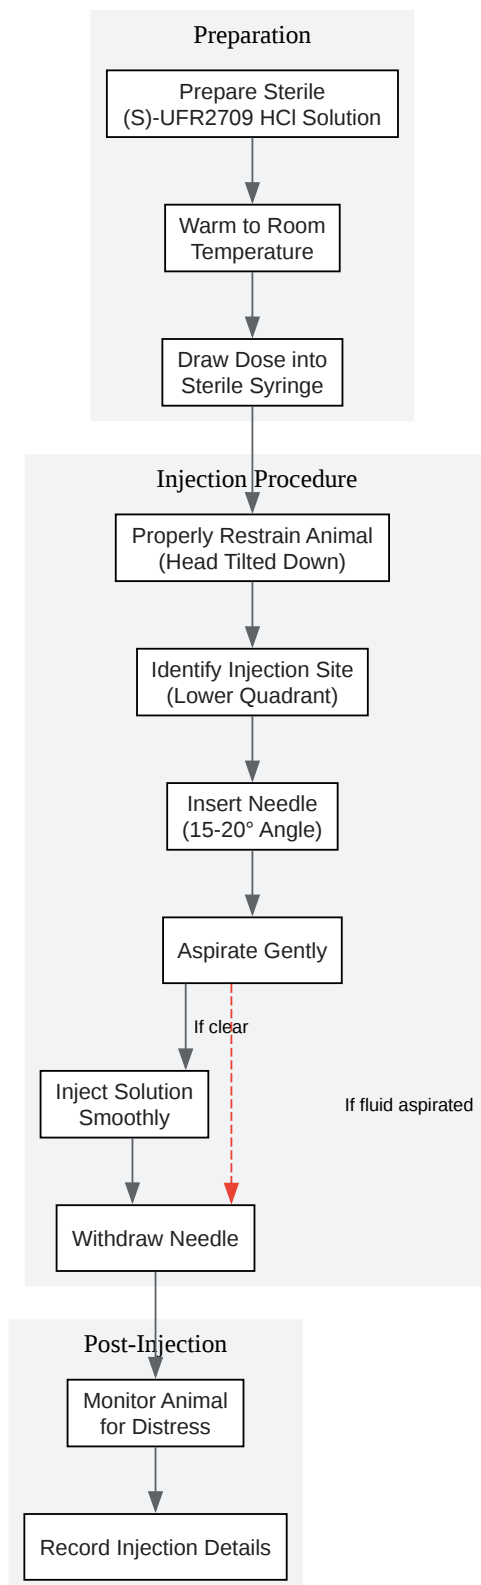 Preparation
Prepare Sterile
(S)-UFR2709 HCl Solution
Warm to Room
Temperature
Draw Dose into
Sterile Syringe
Injection Procedure
Properly Restrain Animal
(Head Tilted Down)
Identify Injection Site
(Lower Quadrant)
Insert Needle
(15-20° Angle)
Aspirate Gently
If clear
Inject Solution
Smoothly
If fluid aspirated
Withdraw Needle
Post-Injection
Monitor Animal
for Distress
Record Injection Details